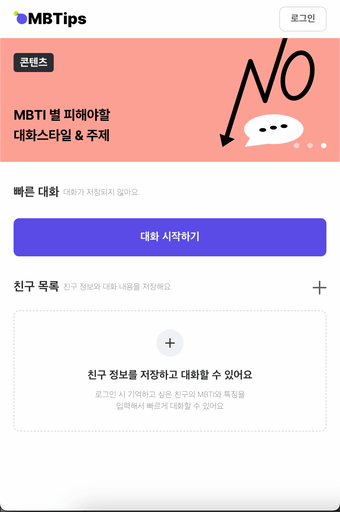 MBTips
로그인
콘텐츠
NO
MBTI 별 피해야할
대화스타일 & 주제
빠른 대화 대화가 저장되지 않아요
대화 시작하기
친구 목록 친구 정보와 대화 내용을 저장해요
친구 정보를 저장하고 대화할 수 있어요
로그인 시 기억하고 싶은 친구의 MBTI와 특징을
입력해서 빠르게 대화할 수 있어요